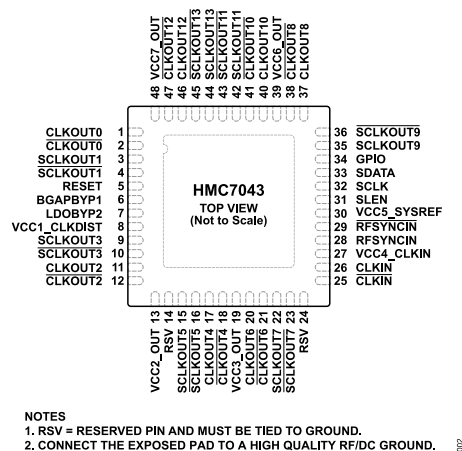 48 VCC7_OUT
47 CLKOUT12
46 CLKOUT12
45 SCLKOUT13
44 SCLKOUT13
43 SCLKOUT11
42 SCLKOUT11
41 CLKOUT10
40 CLKOUT10
39 VCC6_OUT
38 CLKOUT8
37 CLKOUT8
CLKOUT0 1
CLKOUT0 2
SCLKOUT1 3
SCLKOUT1 4
RESET 5
BGAPBYP1 6
LDOBYP2 7
VCC1_CLKDIST 8
SCLKOUT3 9
SCLKOUT3 10
CLKOUT2 11
CLKOUT2 12
HMC7043
TOP VIEW
(Not to Scale)
36 SCLKOUT9
35 SCLKOUT9
34 GPIO
33 SDATA
32 SCLK
31 SLEN
30 VCC5_SYSREF
29 RFSYNCIN
28 RFSYNCIN
27 VCC4_CLKIN
26 CLKIN
25 CLKIN
VCC2_OUT 13
RSV 14
SCLKOUT5 15
SCLKOUT5 16
CLKOUT4 17
CLKOUT4 18
VCC3_OUT 19
CLKOUT6 20
CLKOUT6 21
SCLKOUT7 22
SCLKOUT7 23
RSV 24
NOTES
1. RSV = RESERVED PIN AND MUST BE TIED TO GROUND.
2. CONNECT THE EXPOSED PAD TO A HIGH QUALITY RF/DC GROUND.
002